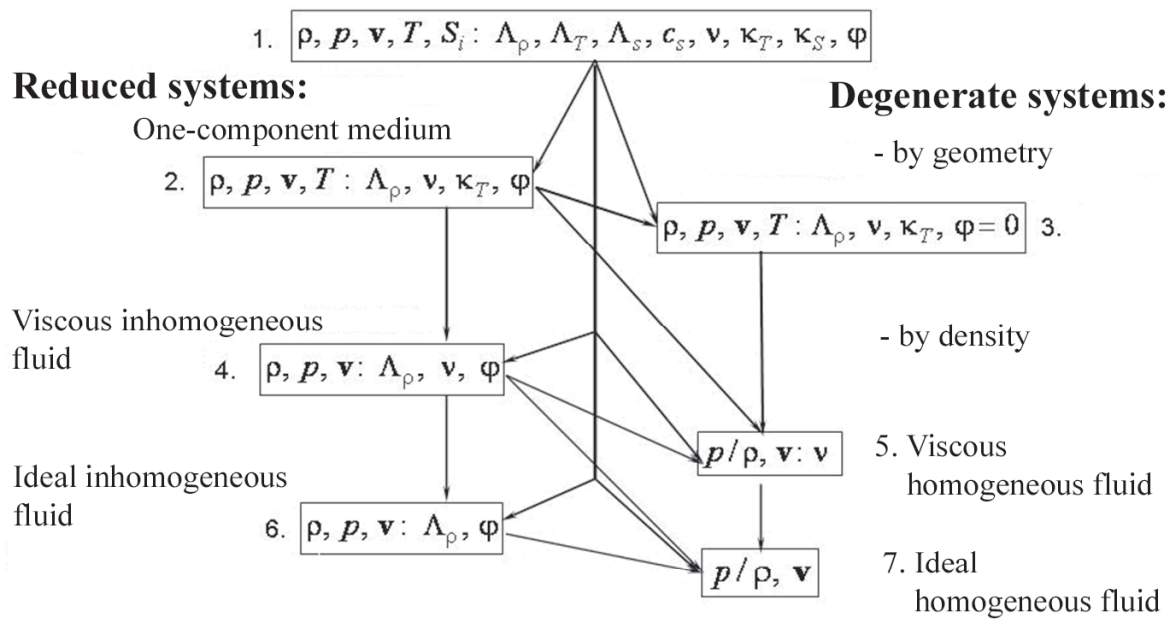 1. ρ, p, v, T, S_i : Λ_ρ, Λ_T, Λ_s, c_s, ν, κ_T, κ_S, φ
Reduced systems:
Degenerate systems:
One-component medium
- by geometry
2. ρ, p, v, T : Λ_ρ, ν, κ_T, φ
ρ, p, v, T : Λ_ρ, ν, κ_T, φ = 0 3.
Viscous inhomogeneous
fluid
- by density
4. ρ, p, v: Λ_ρ, ν, φ
p/ρ, v: ν
5. Viscous
homogeneous fluid
Ideal inhomogeneous
fluid
6. ρ, p, v: Λ_ρ, φ
p/ρ, v
7. Ideal
homogeneous fluid